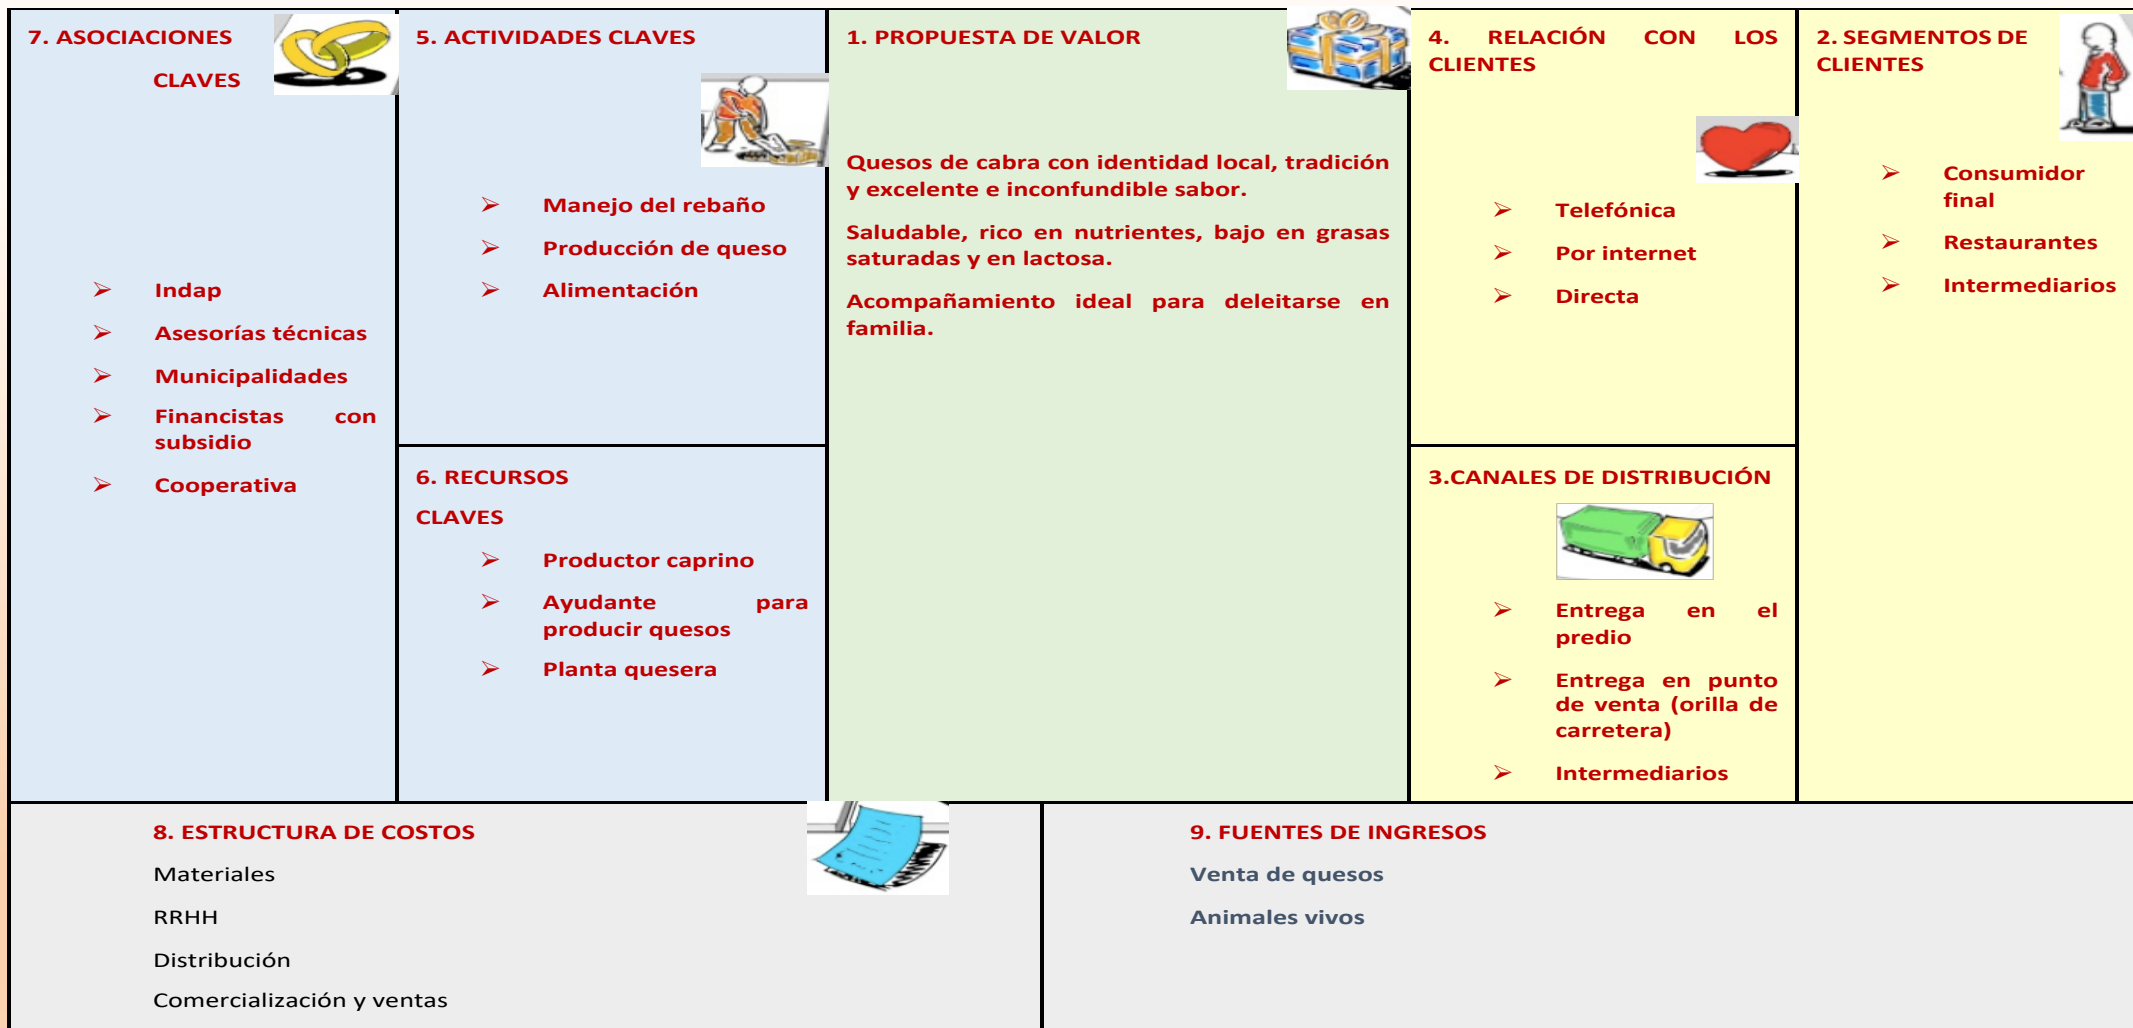 7. ASOCIACIONES
CLAVES
➢ Indap
➢ Asesorías técnicas
➢ Municipalidades
➢ Financistas con
subsidio
➢ Cooperativa
5. ACTIVIDADES CLAVES
➢ Manejo del rebaño
➢ Producción de queso
➢ Alimentación
6. RECURSOS
CLAVES
➢ Productor caprino
➢ Ayudante para
producir quesos
➢ Planta quesera
1. PROPUESTA DE VALOR
Quesos de cabra con identidad local, tradición
y excelente e inconfundible sabor.
Saludable, rico en nutrientes, bajo en grasas
saturadas y en lactosa.
Acompañamiento ideal para deleitarse en
familia.
4. RELACIÓN CON LOS
CLIENTES
➢ Telefónica
➢ Por internet
➢ Directa
3.CANALES DE DISTRIBUCIÓN
➢ Entrega en el
predio
➢ Entrega en punto
de venta (orilla de
carretera)
➢ Intermediarios
2. SEGMENTOS DE
CLIENTES
➢ Consumidor
final
➢ Restaurantes
➢ Intermediarios
8. ESTRUCTURA DE COSTOS
Materiales
RRHH
Distribución
Comercialización y ventas
9. FUENTES DE INGRESOS
Venta de quesos
Animales vivos